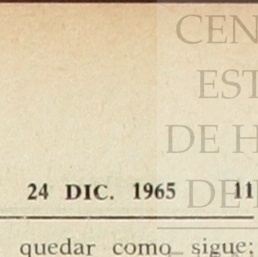 CEN
EST
DE H
DE
24 DIC. 1965 11
quedar como sigue: